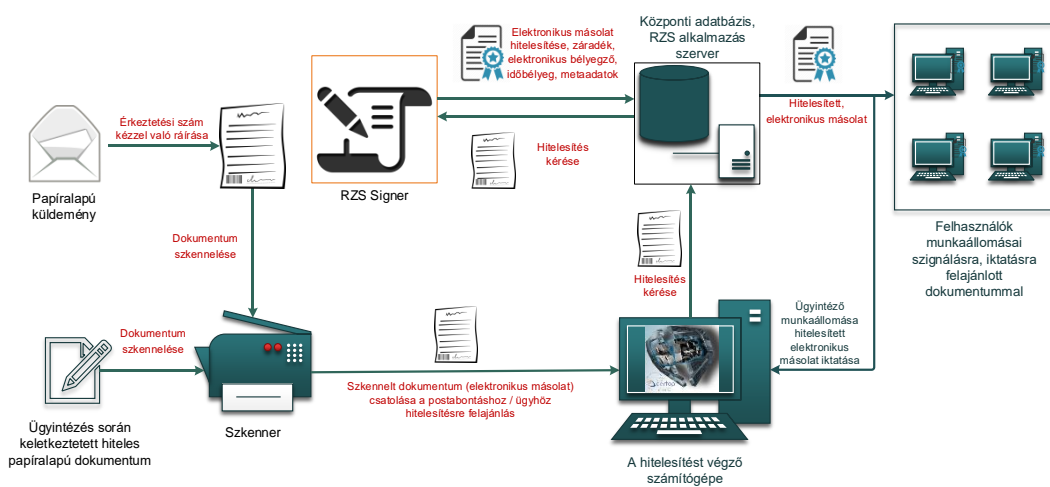 Elektronikus másolat
hitelesítése, záradék,
elektronikus bélyegző,
időbélyeg, metaadatok
Központi adatbázis,
RZS alkalmazás
szerver
Hitelesített,
elektronikus másolat
Érkeztetési szám
kézzel való ráírása
Hitelesítés
kérése
Papíralapú
küldemény
RZS Signer
Dokumentum
szkennelése
Hitelesítés
kérése
Felhasználók
munkaállomásai
szignálásra, iktatásra
felajánlott
dokumentummal
Ügyintéző
munkaállomása
hitelesített
elektronikus
másolat iktatása
Dokumentum
szkennelése
Szkennelt dokumentum (elektronikus másolat)
csatolása a postabontáshoz / ügyhöz
hitelesítésre felajánlás
Ügyintézés során
keletkeztetett hiteles
papíralapú dokumentum
Szkenner
A hitelesítést végző
számítógépe